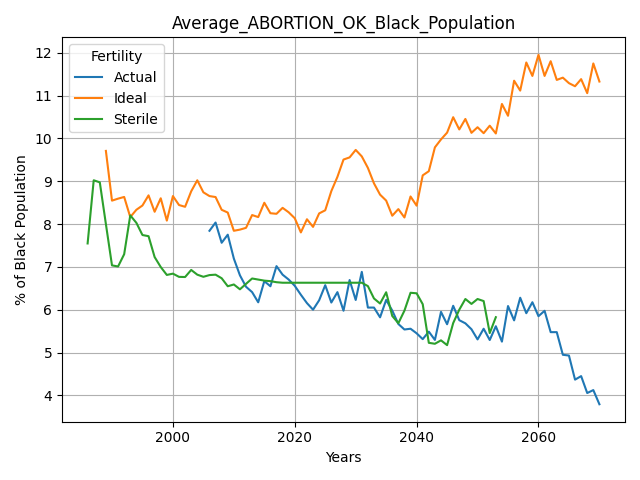 Average_ABORTION_OK_Black_Population
Fertility
Actual
Ideal
Sterile
% of Black Population
12
11
10
9
8
7
6
5
4
2000 2020 2040 2060
Years